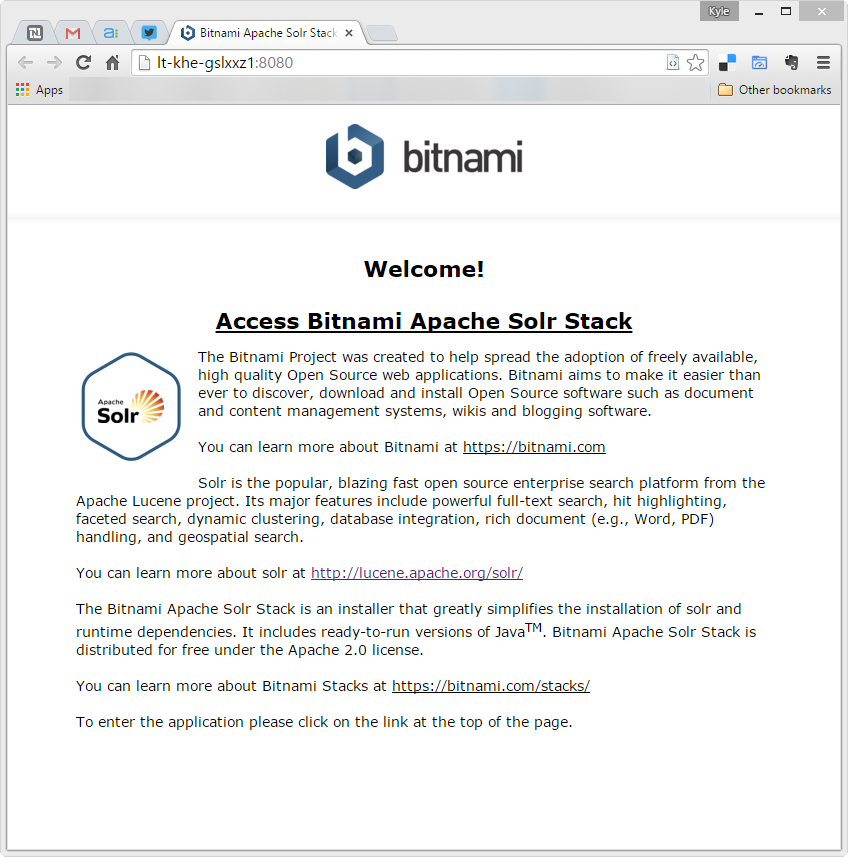 Kyle
Bitnami Apache Solr Stack
lt-khe-gslxxz1:8080
Apps
Other bookmarks
bitnami
Welcome!
Access Bitnami Apache Solr Stack
Apache
Solr
The Bitnami Project was created to help spread the adoption of freely available,
high quality Open Source web applications. Bitnami aims to make it easier than
ever to discover, download and install Open Source software such as document
and content management systems, wikis and blogging software.
You can learn more about Bitnami at https://bitnami.com
Solr is the popular, blazing fast open source enterprise search platform from the
Apache Lucene project. Its major features include powerful full-text search, hit highlighting,
faceted search, dynamic clustering, database integration, rich document (e.g., Word, PDF)
handling, and geospatial search.
You can learn more about solr at http://lucene.apache.org/solr/
The Bitnami Apache Solr Stack is an installer that greatly simplifies the installation of solr and
runtime dependencies. It includes ready-to-run versions of Java™. Bitnami Apache Solr Stack is
distributed for free under the Apache 2.0 license.
You can learn more about Bitnami Stacks at https://bitnami.com/stacks/
To enter the application please click on the link at the top of the page.